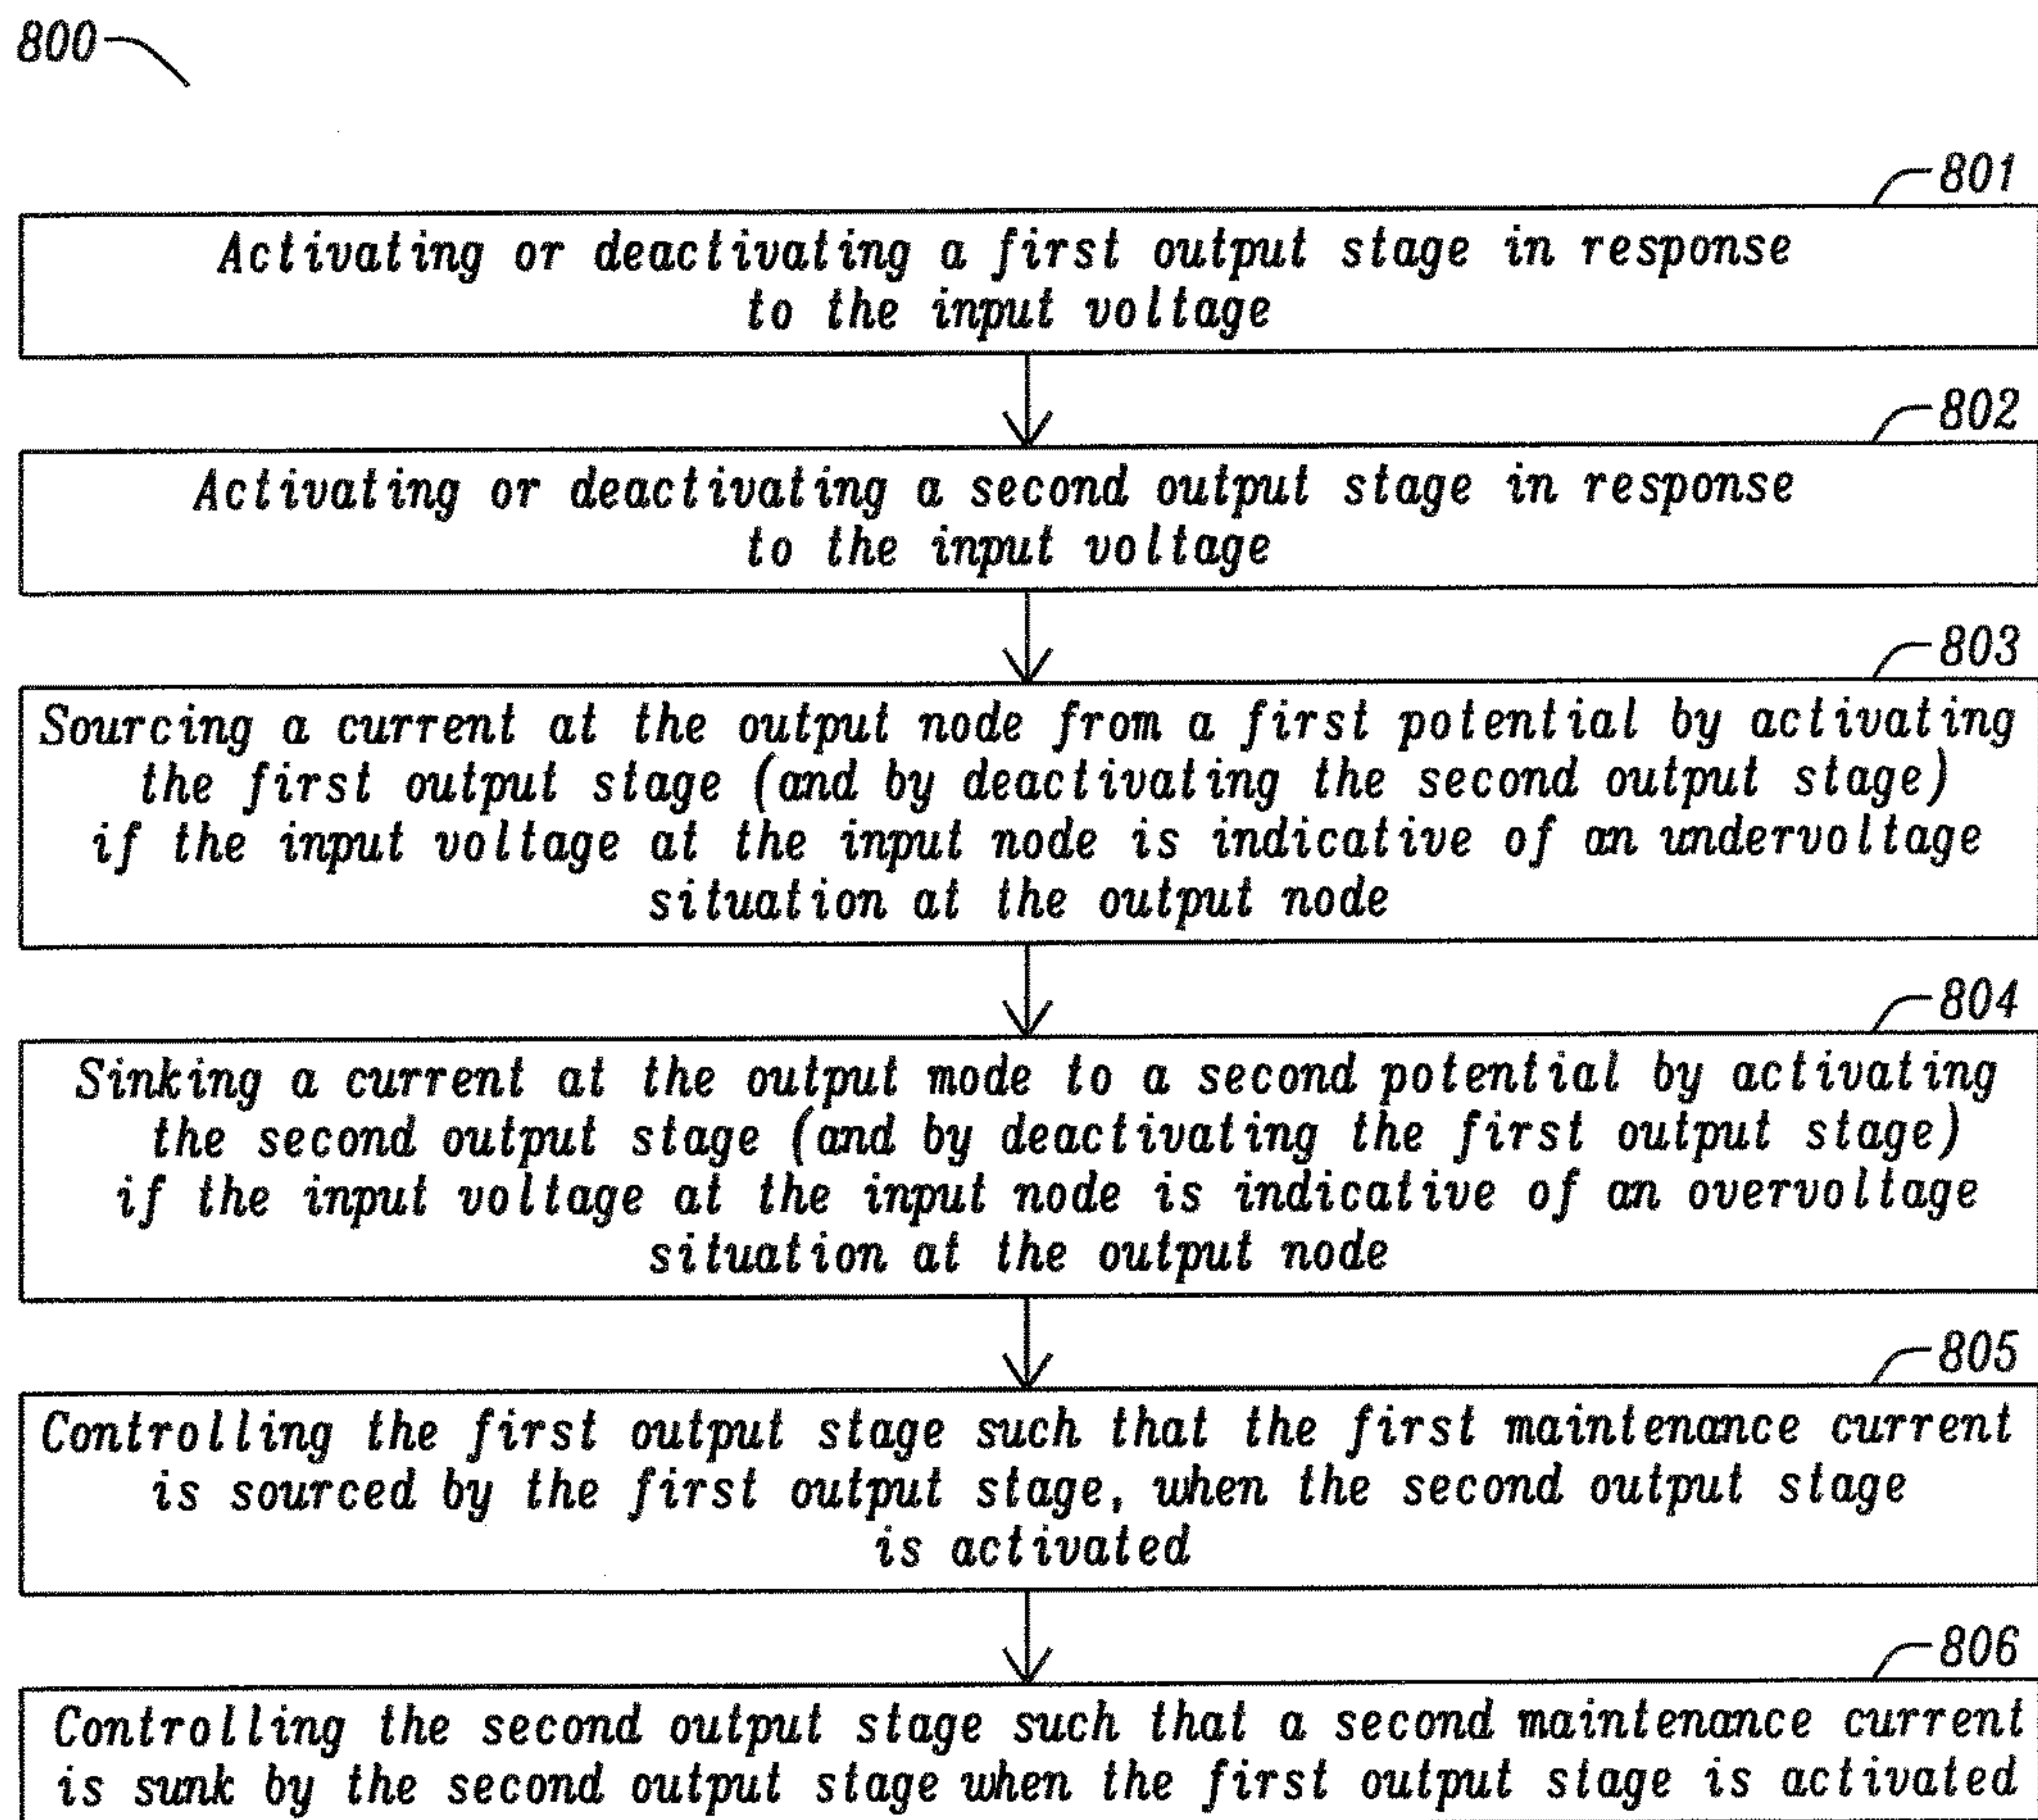 800
801
Activating or deactivating a first output stage in response
to the input voltage
802
Activating or deactivating a second output stage in response
to the input voltage
803
Sourcing a current at the output node from a first potential by activating
the first output stage (and by deactivating the second output stage)
if the input voltage at the input node is indicative of an undervoltage
situation at the output node
804
Sinking a current at the output mode to a second potential by activating
the second output stage (and by deactivating the first output stage)
if the input voltage at the input node is indicative of an overvoltage
situation at the output node
805
Controlling the first output stage such that the first maintenance current
is sourced by the first output stage, when the second output stage
is activated
806
Controlling the second output stage such that a second maintenance current
is sunk by the second output stage when the first output stage is activated